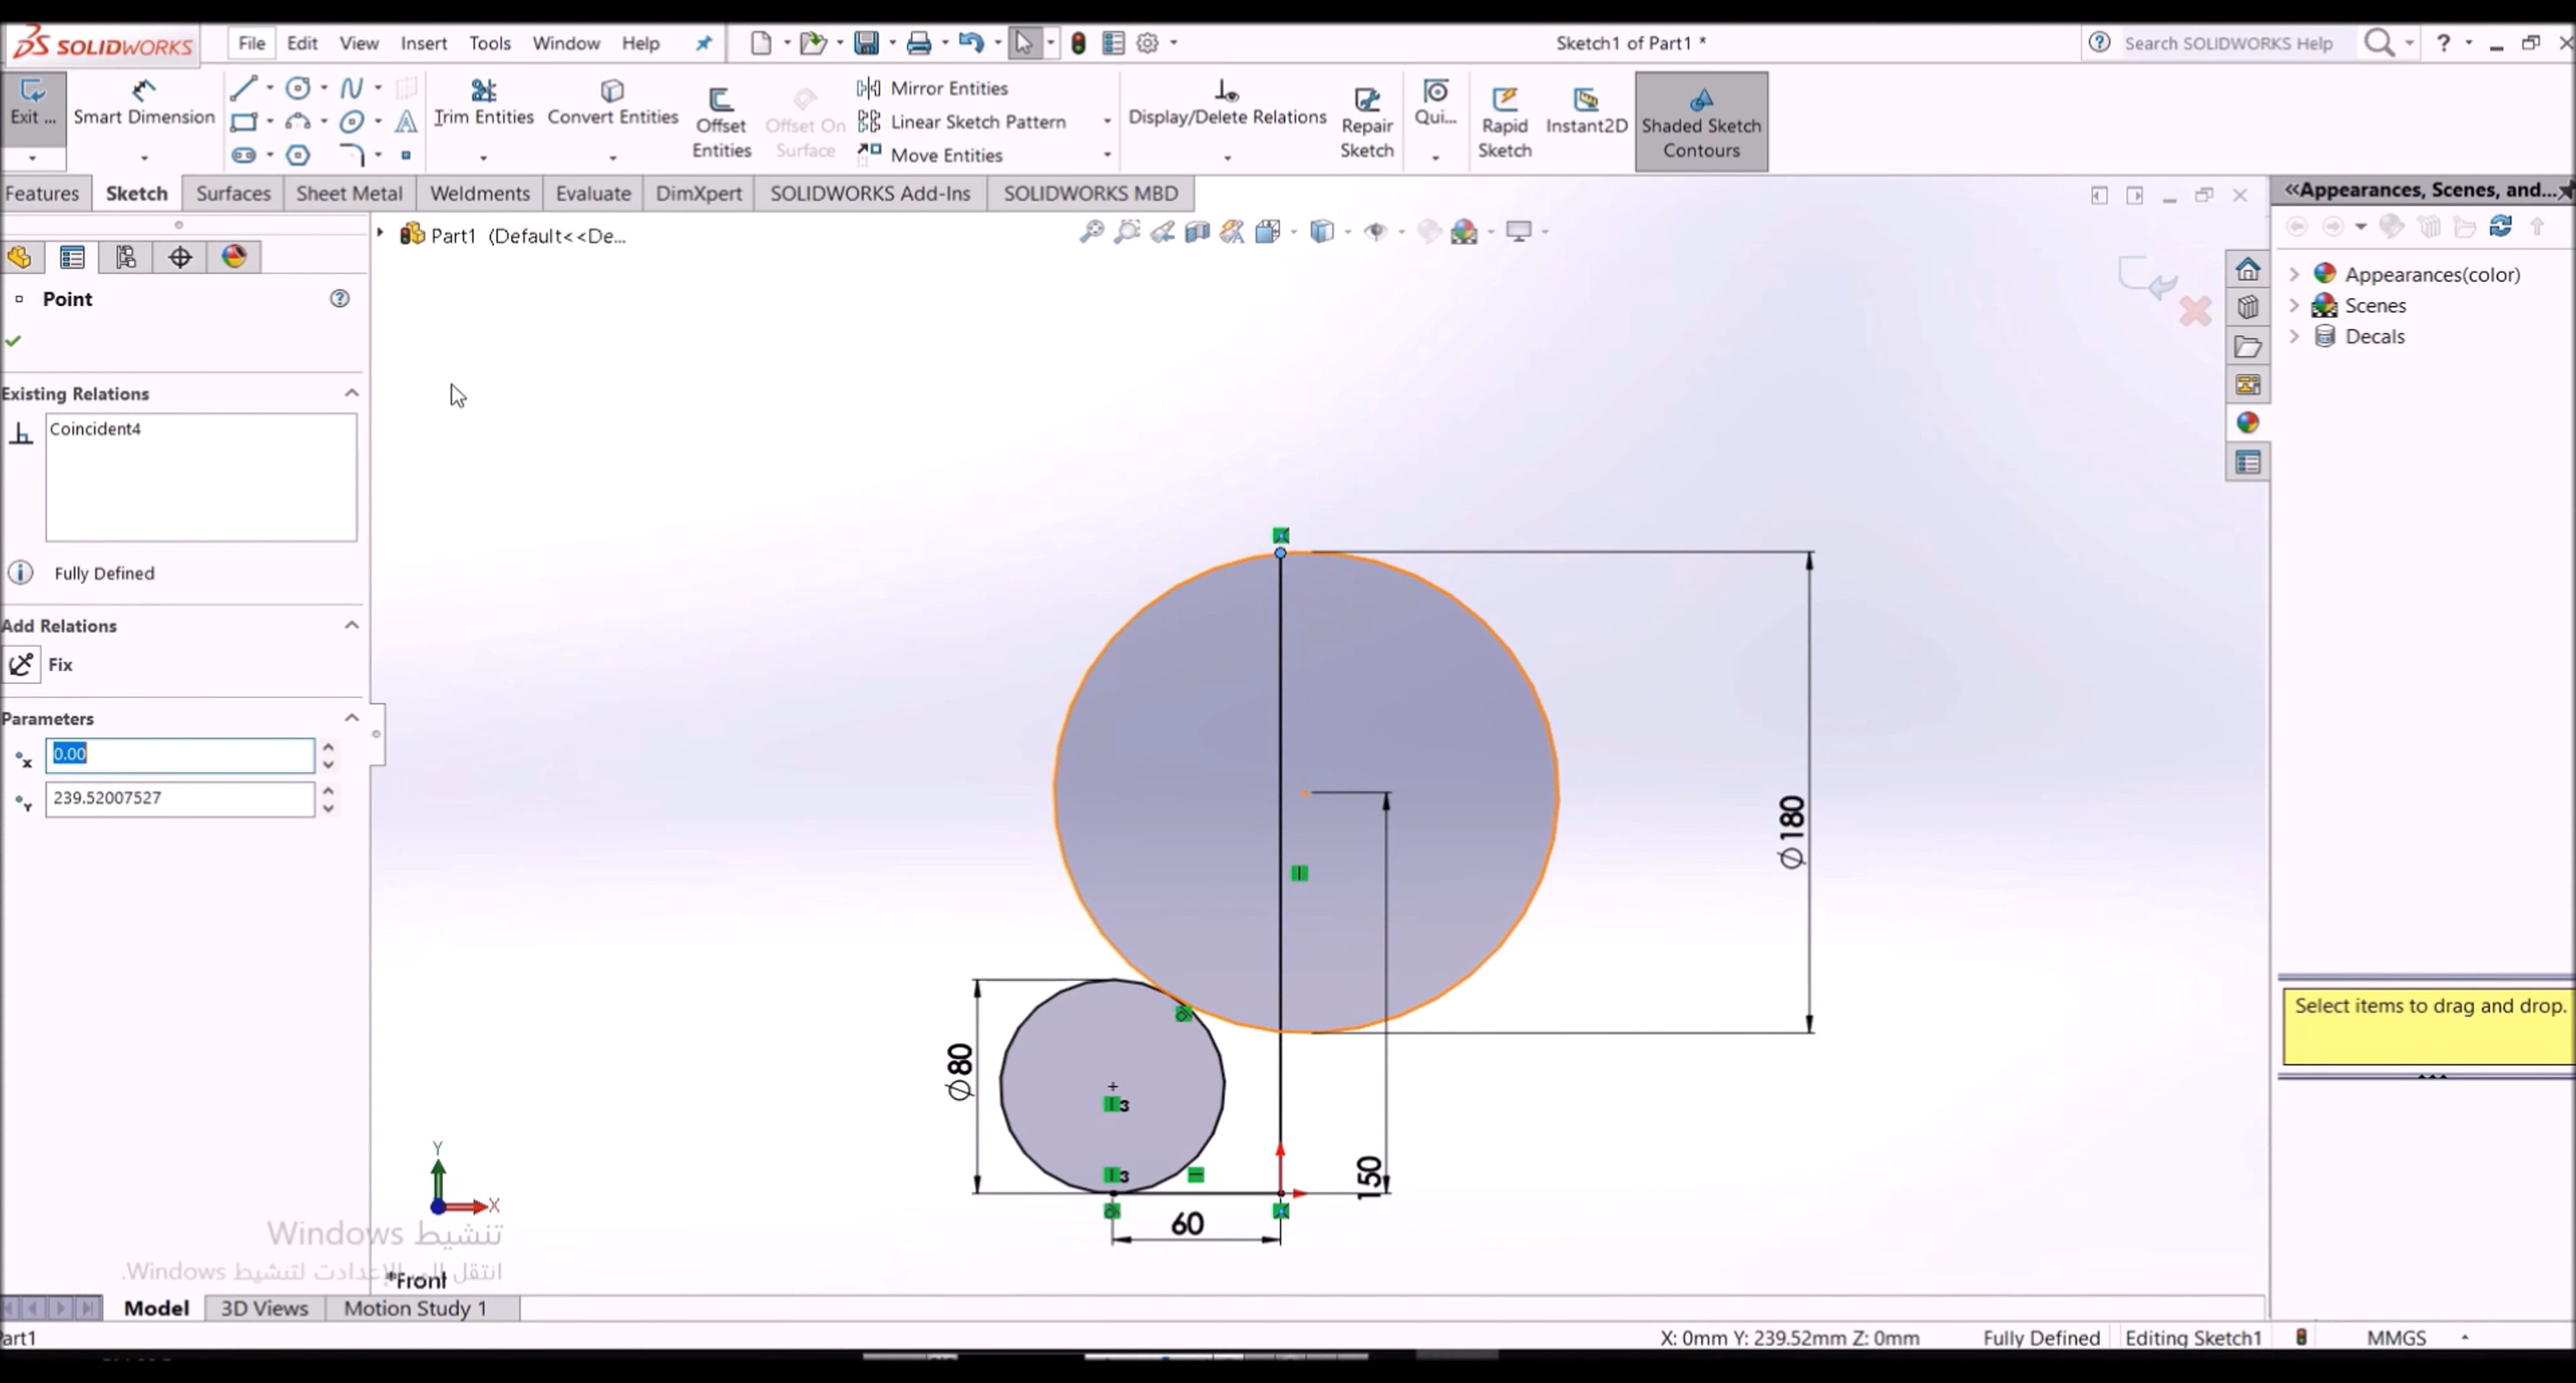 SOLIDWORKS File Edit View Insert Tools Window Help Sketch1 of Part1 * Search SOLIDWORKS Help ?
Exit ... Smart Dimension Trim Entities Convert Entities Offset Entities Offset On Surface Mirror Entities Linear Sketch Pattern Move Entities Display/Delete Relations Repair Sketch Qui... Rapid Sketch Instant2D Shaded Sketch Contours
Features Sketch Surfaces Sheet Metal Weldments Evaluate DimXpert SOLIDWORKS Add-Ins SOLIDWORKS MBD
«Appearances, Scenes, and...
Part1 (Default<<De...
Point
Existing Relations
Coincident4
Fully Defined
Add Relations
Fix
Parameters
x 0.00
Y 239.52007527
Appearances(color)
Scenes
Decals
Select items to drag and drop.
∅180
∅80
150
60
3
3
Y
X
تنشيط Windows
انتقل إلى الإعدادت لتنشيط Windows.
*Front
Model 3D Views Motion Study 1
art1 X: 0mm Y: 239.52mm Z: 0mm Fully Defined Editing Sketch1 MMGS